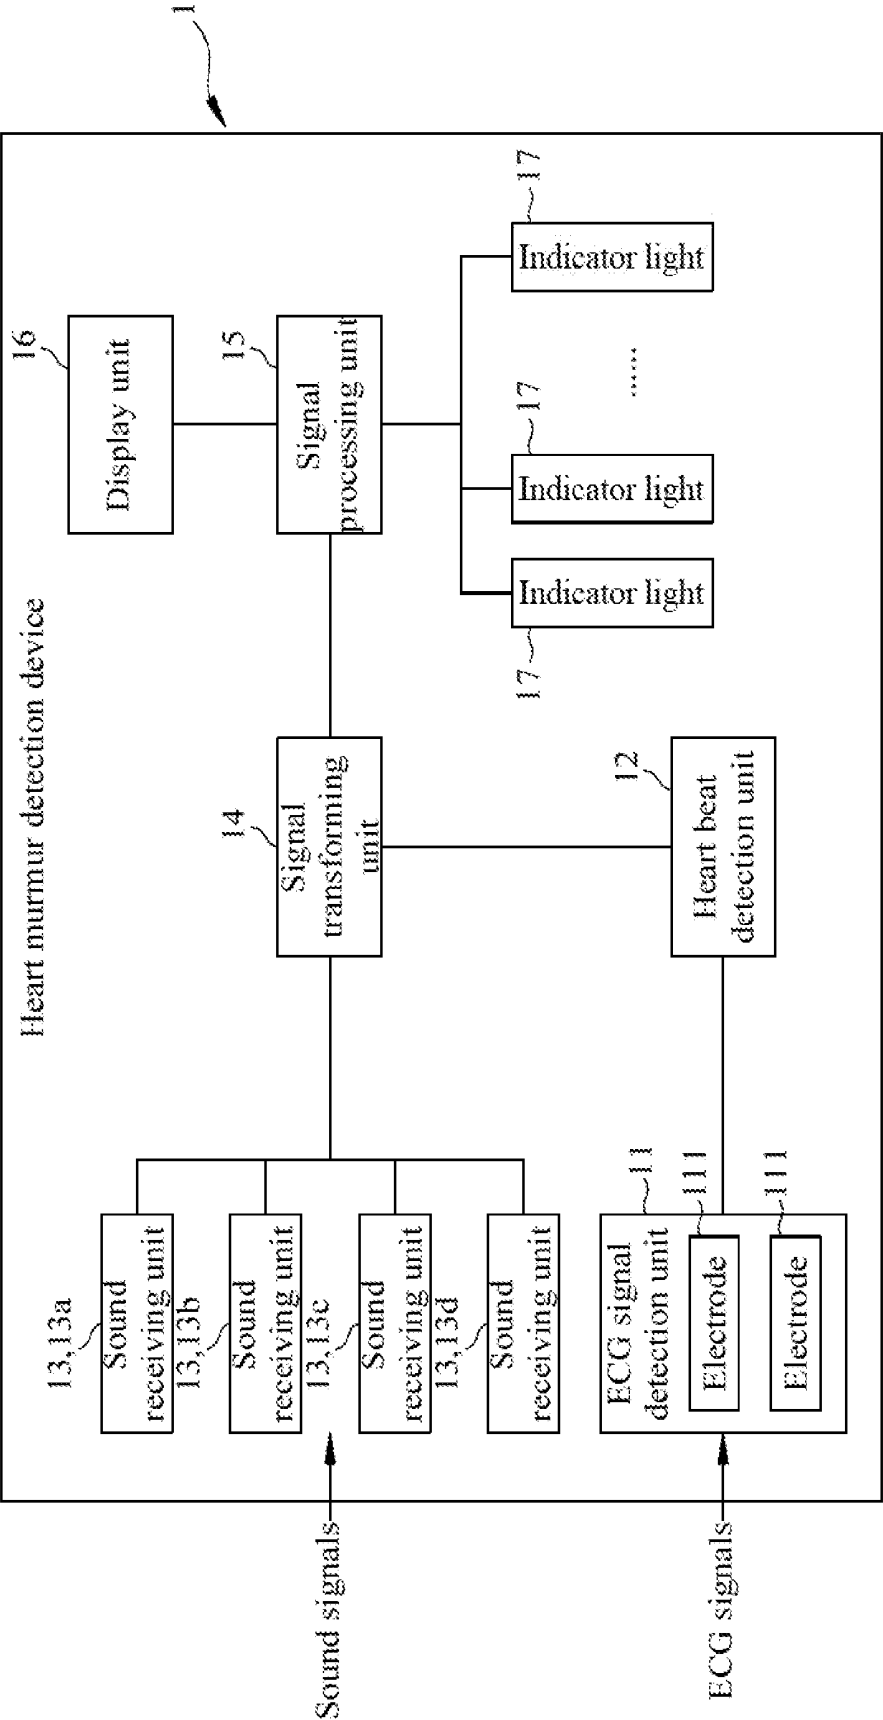 1
Heart murmur detection device
13,13a
Sound
receiving unit
13,13b
Sound
receiving unit
13,13c
Sound
receiving unit
13,13d
Sound
receiving unit
Sound signals
14
Signal
transforming
unit
15
Signal
processing unit
16
Display unit
17
Indicator light
17
Indicator light
......
17
Indicator light
11
ECG signal
detection unit
111
Electrode
111
Electrode
ECG signals
12
Heart beat
detection unit